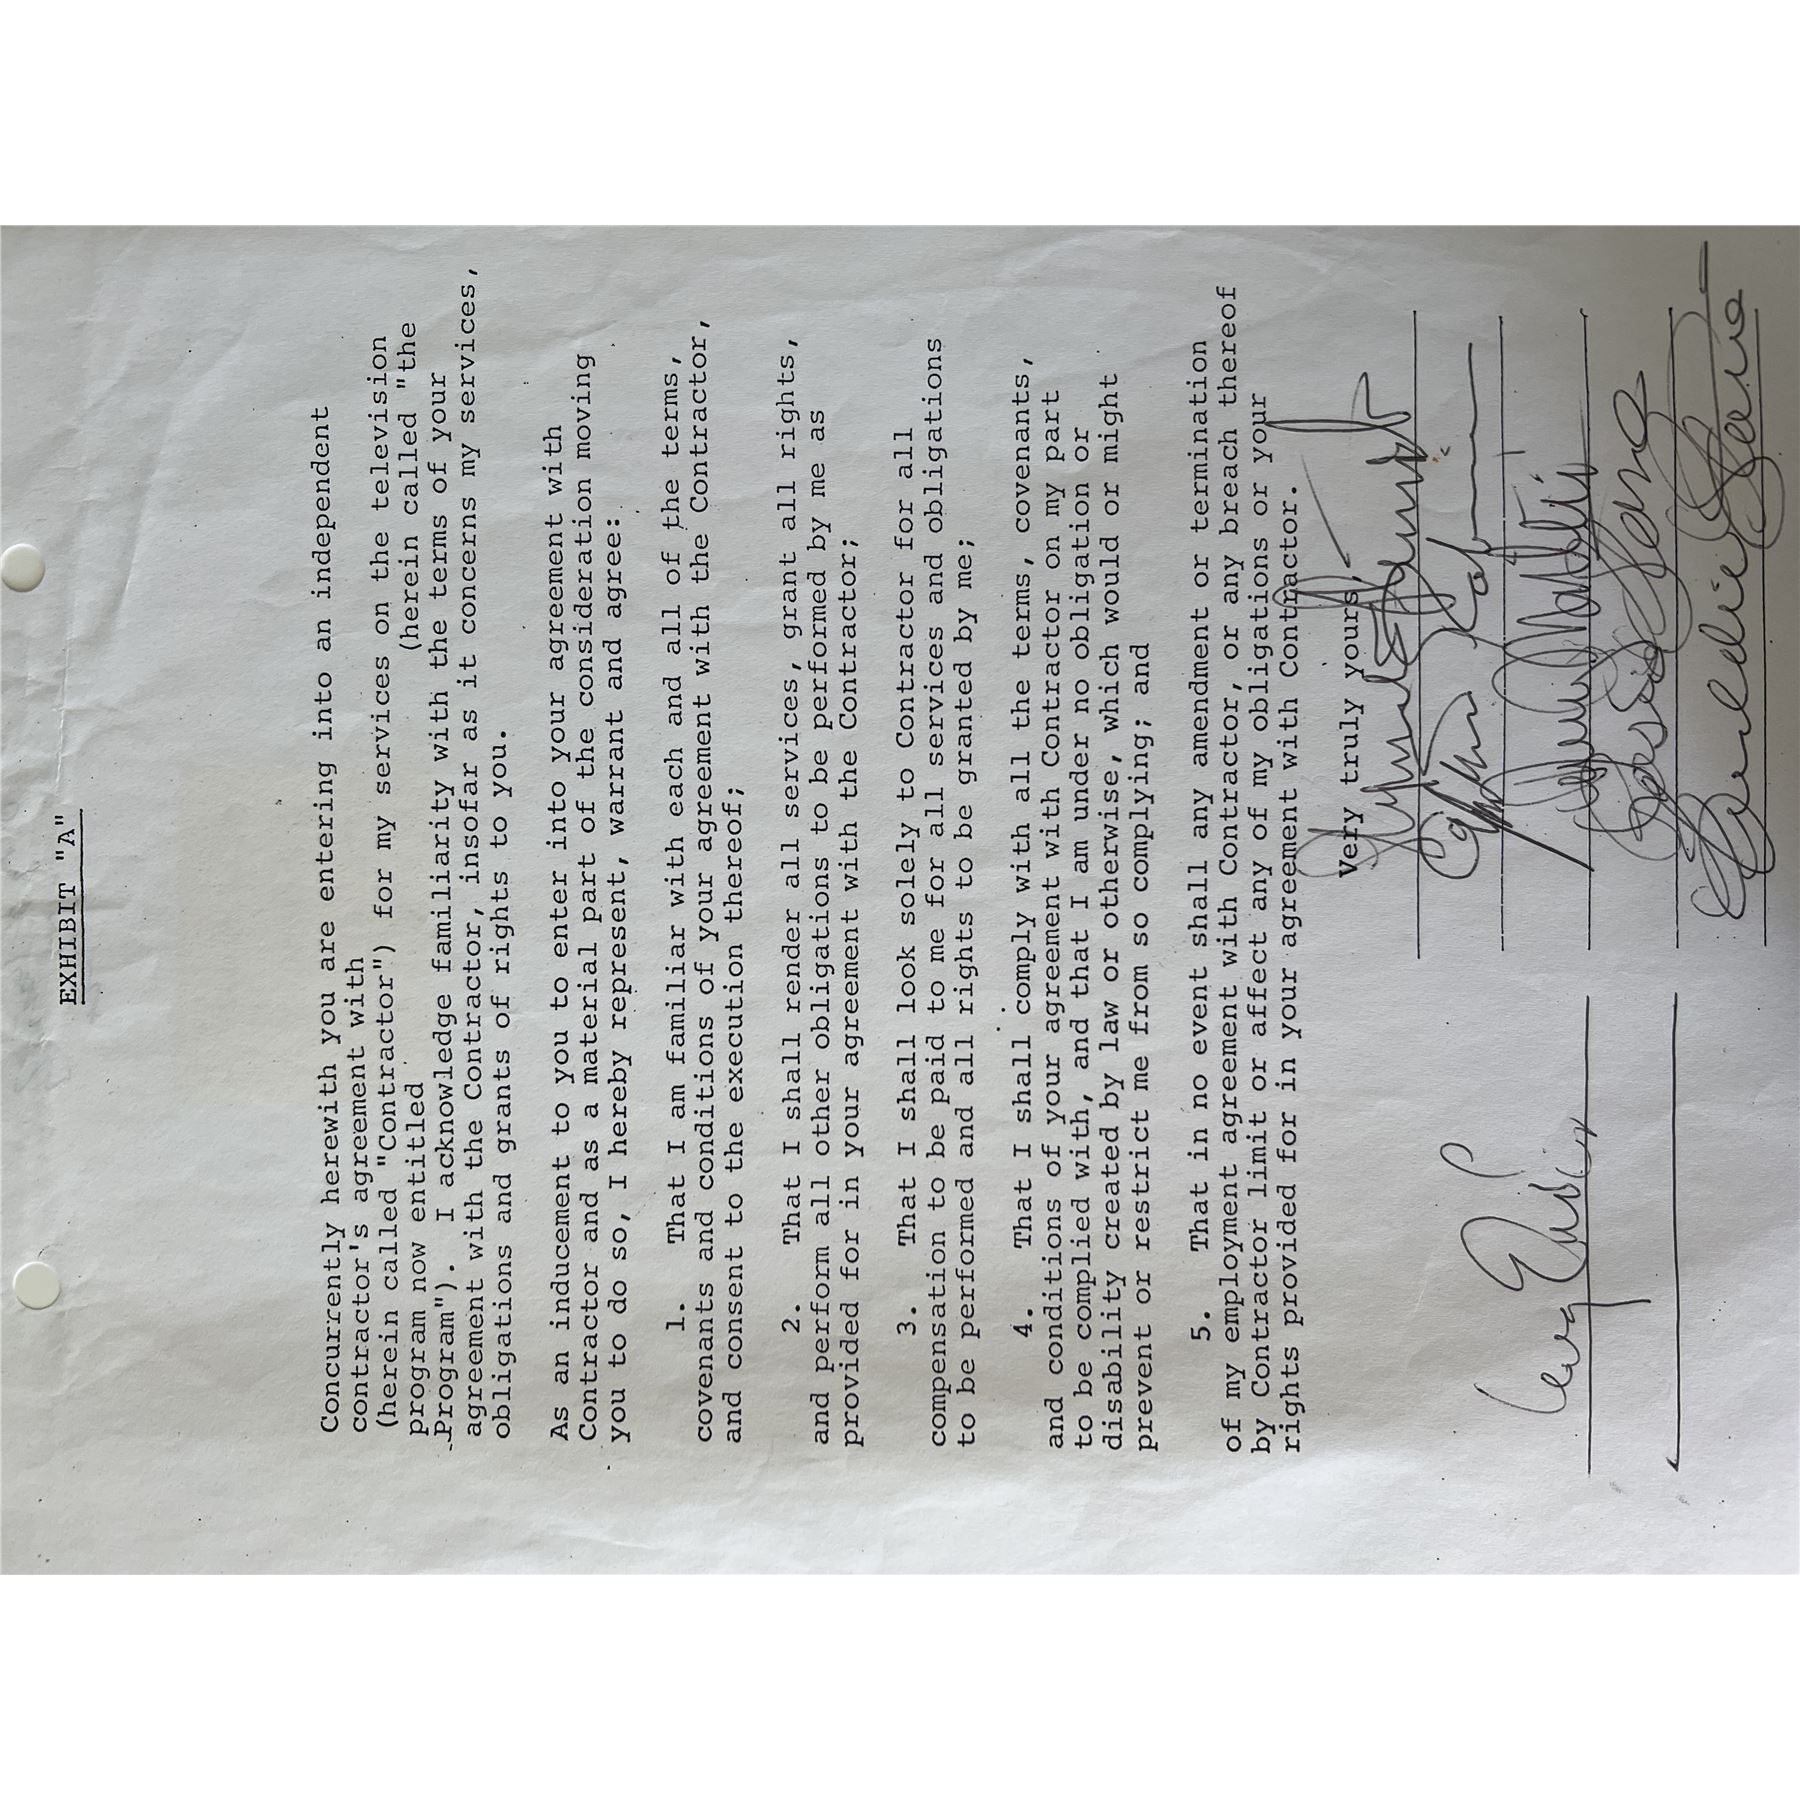 EXHIBIT "A"
Concurrently herewith you are entering into an independent
contractor's agreement with
(herein called "Contractor") for my services on the television
program now entitled (herein called "the
Program"). I acknowledge familiarity with the terms of your
agreement with the Contractor, insofar as it concerns my services,
obligations and grants of rights to you.
As an inducement to you to enter into your agreement with
Contractor and as a material part of the consideration moving
you to do so, I hereby represent, warrant and agree:
1. That I am familiar with each and all of the terms,
covenants and conditions of your agreement with the Contractor,
and consent to the execution thereof;
2. That I shall render all services, grant all rights,
and perform all other obligations to be performed by me as
provided for in your agreement with the Contractor;
3. That I shall look solely to Contractor for all
compensation to be paid to me for all services and obligations
to be performed and all rights to be granted by me;
4. That I shall comply with all the terms, covenants,
and conditions of your agreement with Contractor on my part
to be complied with, and that I am under no obligation or
disability created by law or otherwise, which would or might
prevent or restrict me from so complying; and
5. That in no event shall any amendment or termination
of my employment agreement with Contractor, or any breach thereof
by Contractor limit or affect any of my obligations or your
rights provided for in your agreement with Contractor.
Very truly yours,